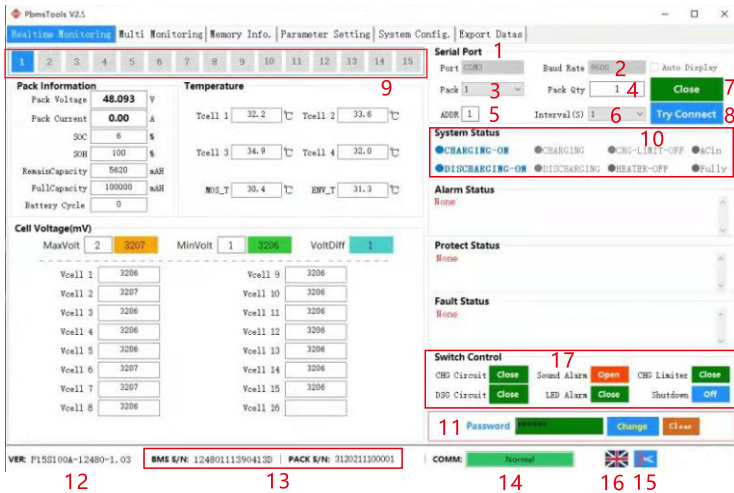 PbmsTools V2.5
Realtime Monitoring Multi Monitoring Memory Info. Parameter Setting System Config. Export Datas
1 2 3 4 5 6 7 8 9 10 11 12 13 14 15
9
Serial Port 1
Port COM3 Baud Rate 9600 2 Auto Display
Pack 1 3 Pack Qty 1 4 Close 7
ADDR 1 5 Interval(S) 1 6 Try Connect 8
Pack Information
Pack Voltage 48.093 V
Pack Current 0.00 A
SOC 6 %
SOH 100 %
RemainCapacity 5620 mAH
FullCapacity 100000 mAH
Battery Cycle 0
Temperature
Tcell 1 32.2 ℃ Tcell 2 33.6 ℃
Tcell 3 34.9 ℃ Tcell 4 32.0 ℃
MOS_T 30.4 ℃ ENV_T 31.3 ℃
System Status 10
CHARGING-ON CHARGING CHG-LIMIT-OFF ACin
DISCHARGING-ON DISCHARGING HEATER-OFF Fully
Alarm Status
None
Protect Status
None
Fault Status
None
Cell Voltage(mV)
MaxVolt 2 3207 MinVolt 1 3206 VoltDiff 1
Vcell 1 3206 Vcell 9 3206
Vcell 2 3207 Vcell 10 3206
Vcell 3 3206 Vcell 11 3206
Vcell 4 3206 Vcell 12 3206
Vcell 5 3206 Vcell 13 3206
Vcell 6 3207 Vcell 14 3206
Vcell 7 3207 Vcell 15 3206
Vcell 8 3206 Vcell 16
Switch Control 17
CHG Circuit Close Sound Alarm Open CHG Limiter Close
DSG Circuit Close LED Alarm Close Shutdown Off
11 Password ****** Change Clear
VER: P15S100A-12480-1.03 BMS S/N: 1248011139041SD PACK S/N: 3120211100001 COMM: Normal
12 13 14 16 15